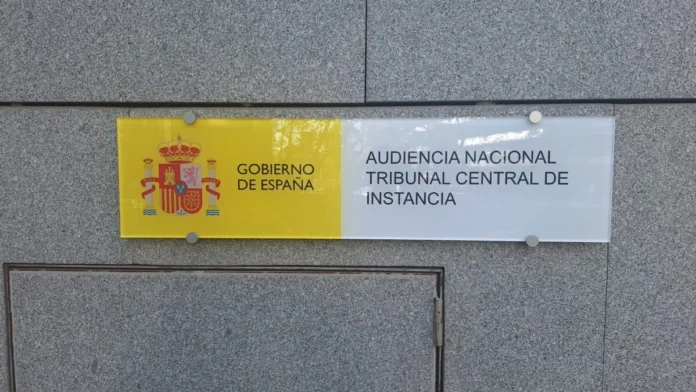 GOBIERNO
DE ESPAÑA
AUDIENCIA NACIONAL
TRIBUNAL CENTRAL DE
INSTANCIA